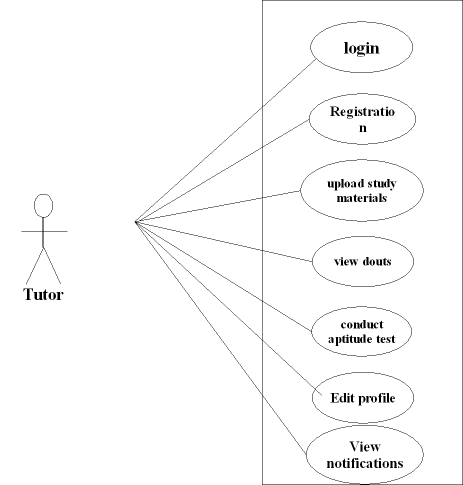 login
Registratio
n
upload study
materials
view douts
Tutor
conduct
aptitude test
Edit profile
View
notifications